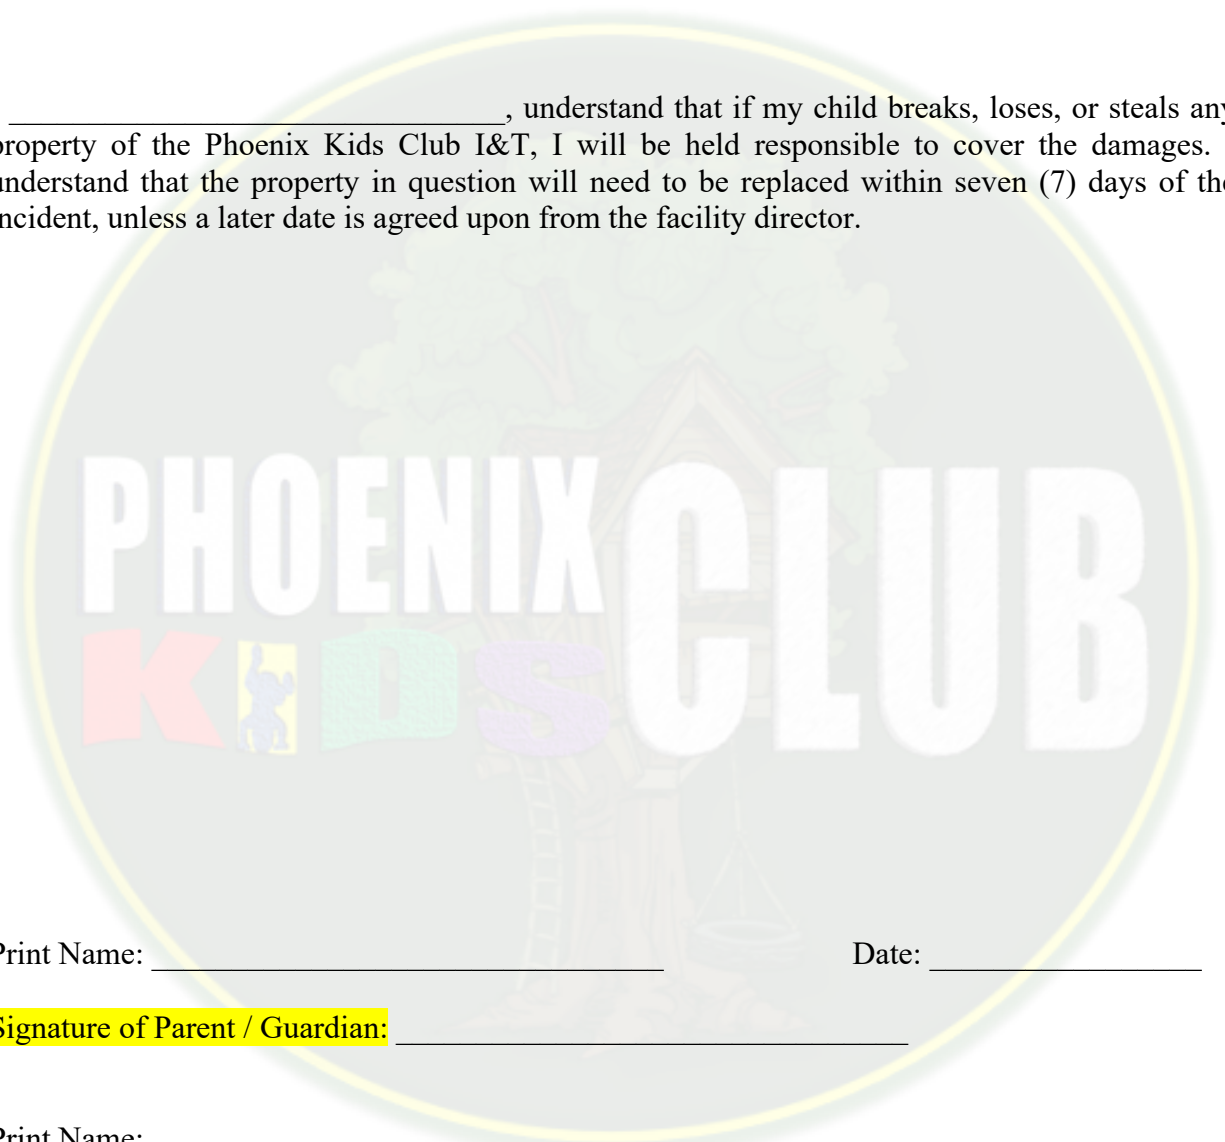 _______________________________, understand that if my child breaks, loses, or steals any
property of the Phoenix Kids Club I&T, I will be held responsible to cover the damages.
understand that the property in question will need to be replaced within seven (7) days of the
incident, unless a later date is agreed upon from the facility director.
PHOENIX
KIDS
CLUB
Print Name: ________________________________ Date: _________________
Signature of Parent / Guardian: ________________________________
Print Name: